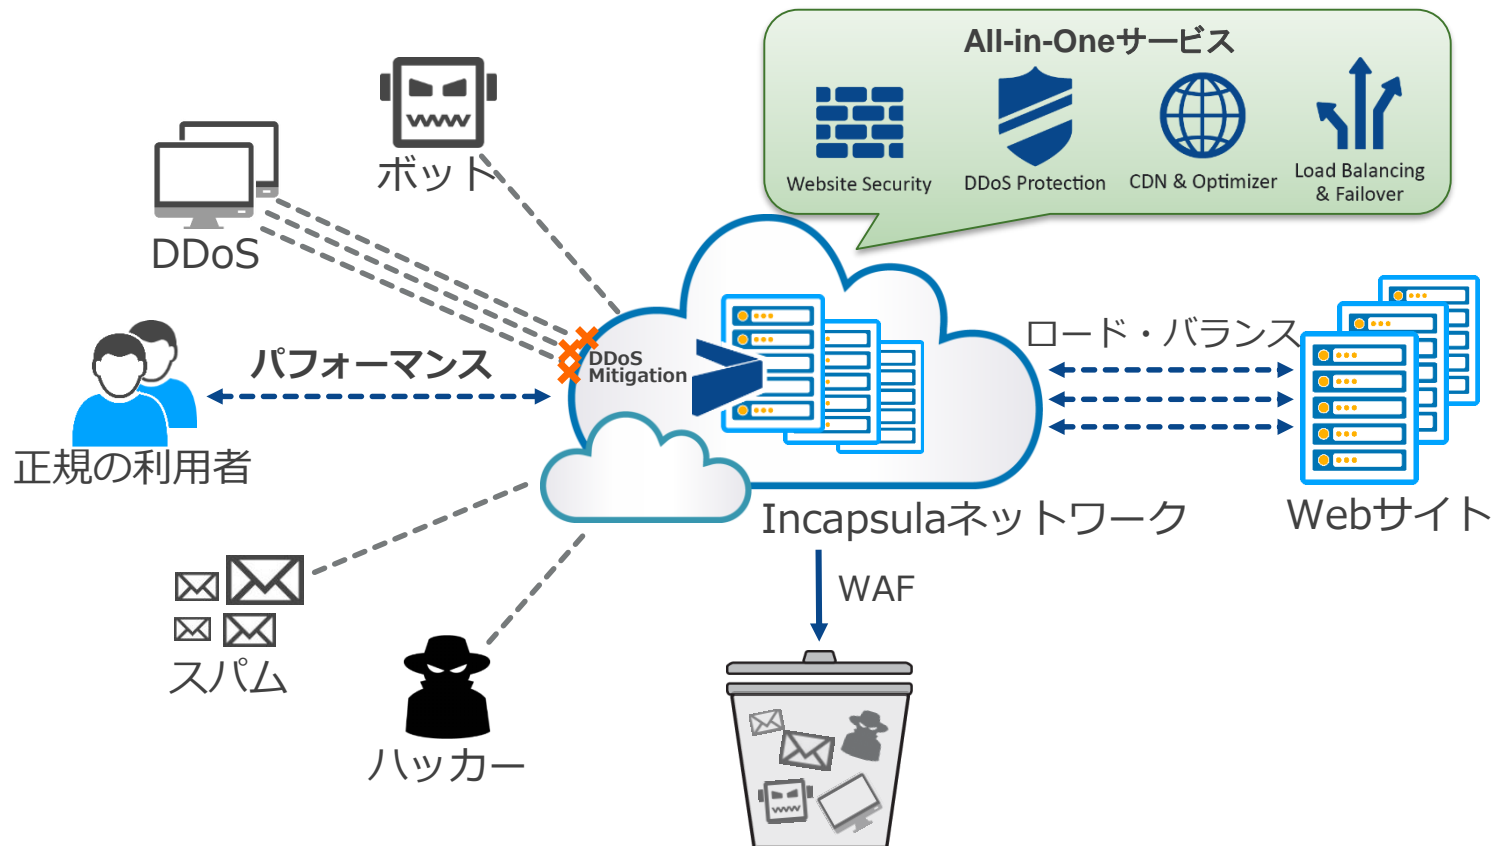 All-in-Oneサービス
Website Security
DDoS Protection
CDN & Optimizer
Load Balancing
& Failover
ボット
DDoS
パフォーマンス
正規の利用者
DDoS
Mitigation
ロード・バランス
Incapsulaネットワーク
Webサイト
WAF
スパム
ハッカー